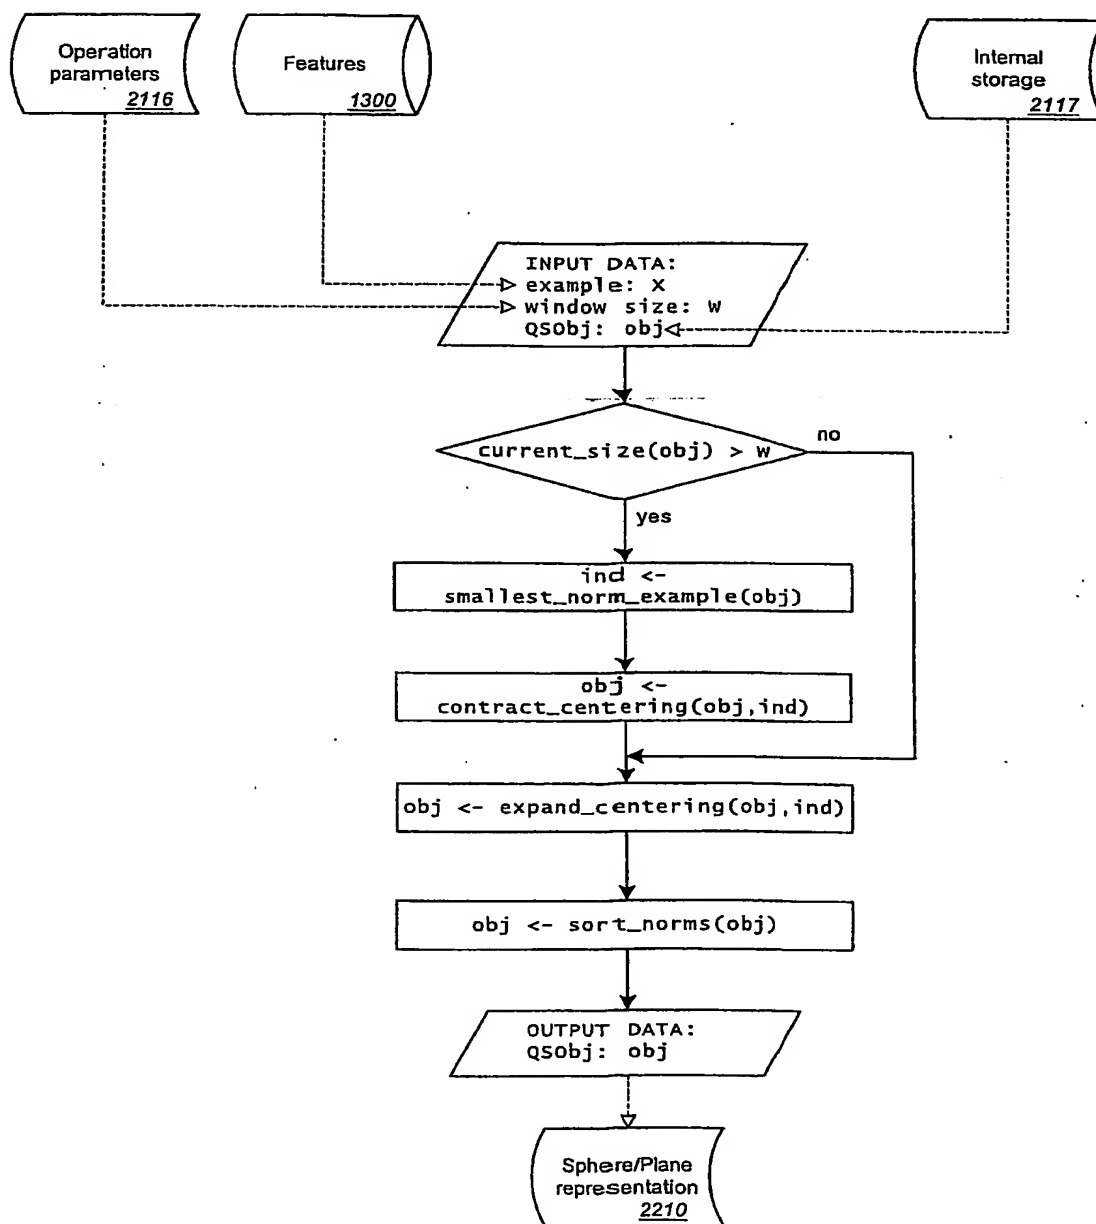 Operation
parameters
2116
Features
1300
Internal
storage
2117
INPUT DATA:
example: X
window size: W
QSObj: obj
current_size(obj) > W
no
yes
ind <-
smallest_norm_example(obj)
obj <-
contract_centering(obj,ind)
obj <- expand_centering(obj,ind)
obj <- sort_norms(obj)
OUTPUT DATA:
QSObj: obj
Sphere/Plane
representation
2210